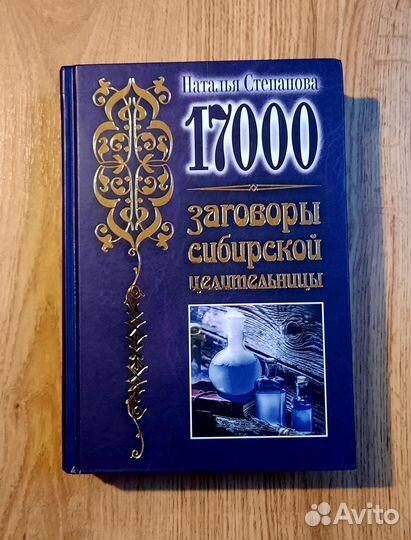 Наталья Степанова
17000
заговоры
сибирской
целительницы
Avito